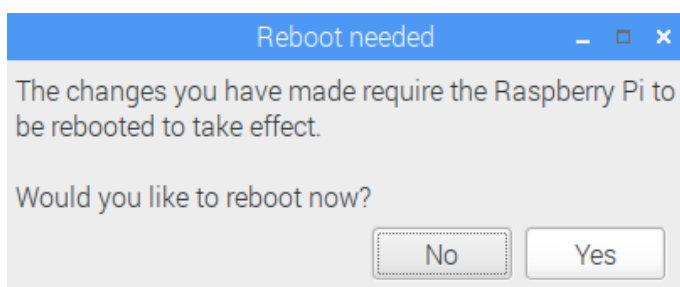 Reboot needed
The changes you have made require the Raspberry Pi to
be rebooted to take effect.
Would you like to reboot now?
No Yes